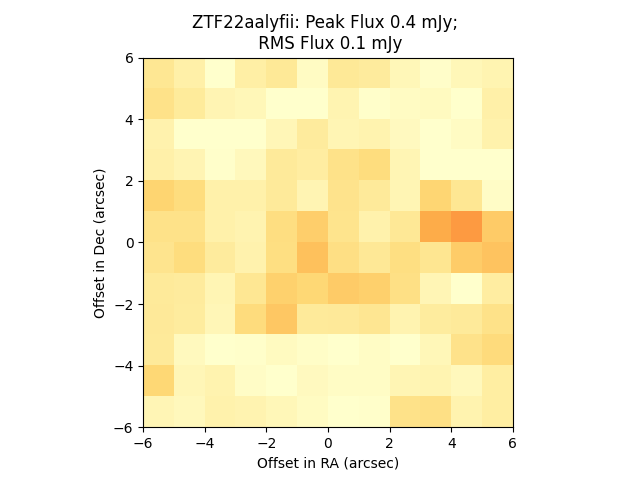 ZTF22aalyfii: Peak Flux 0.4 mJy;
RMS Flux 0.1 mJy
6
4
2
0
−2
−4
−6
Offset in Dec (arcsec)
−6 −4 −2 0 2 4 6
Offset in RA (arcsec)